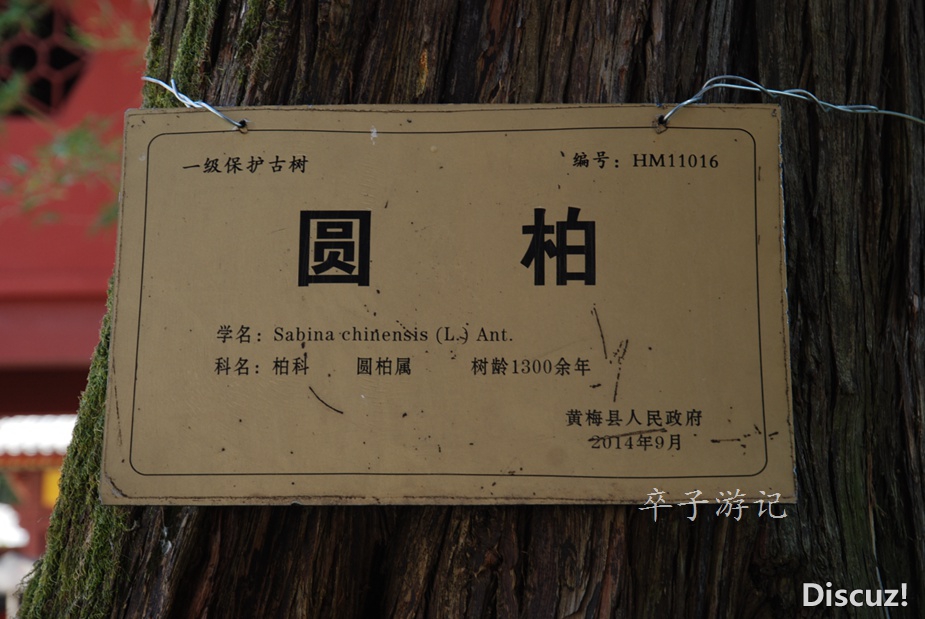 一级保护古树 编号：HM11016
圆柏
学名：Sabina chinensis (L.) Ant.
科名：柏科 圆柏属 树龄1300余年
黄梅县人民政府
2014年9月
卒子游记
Discuz!